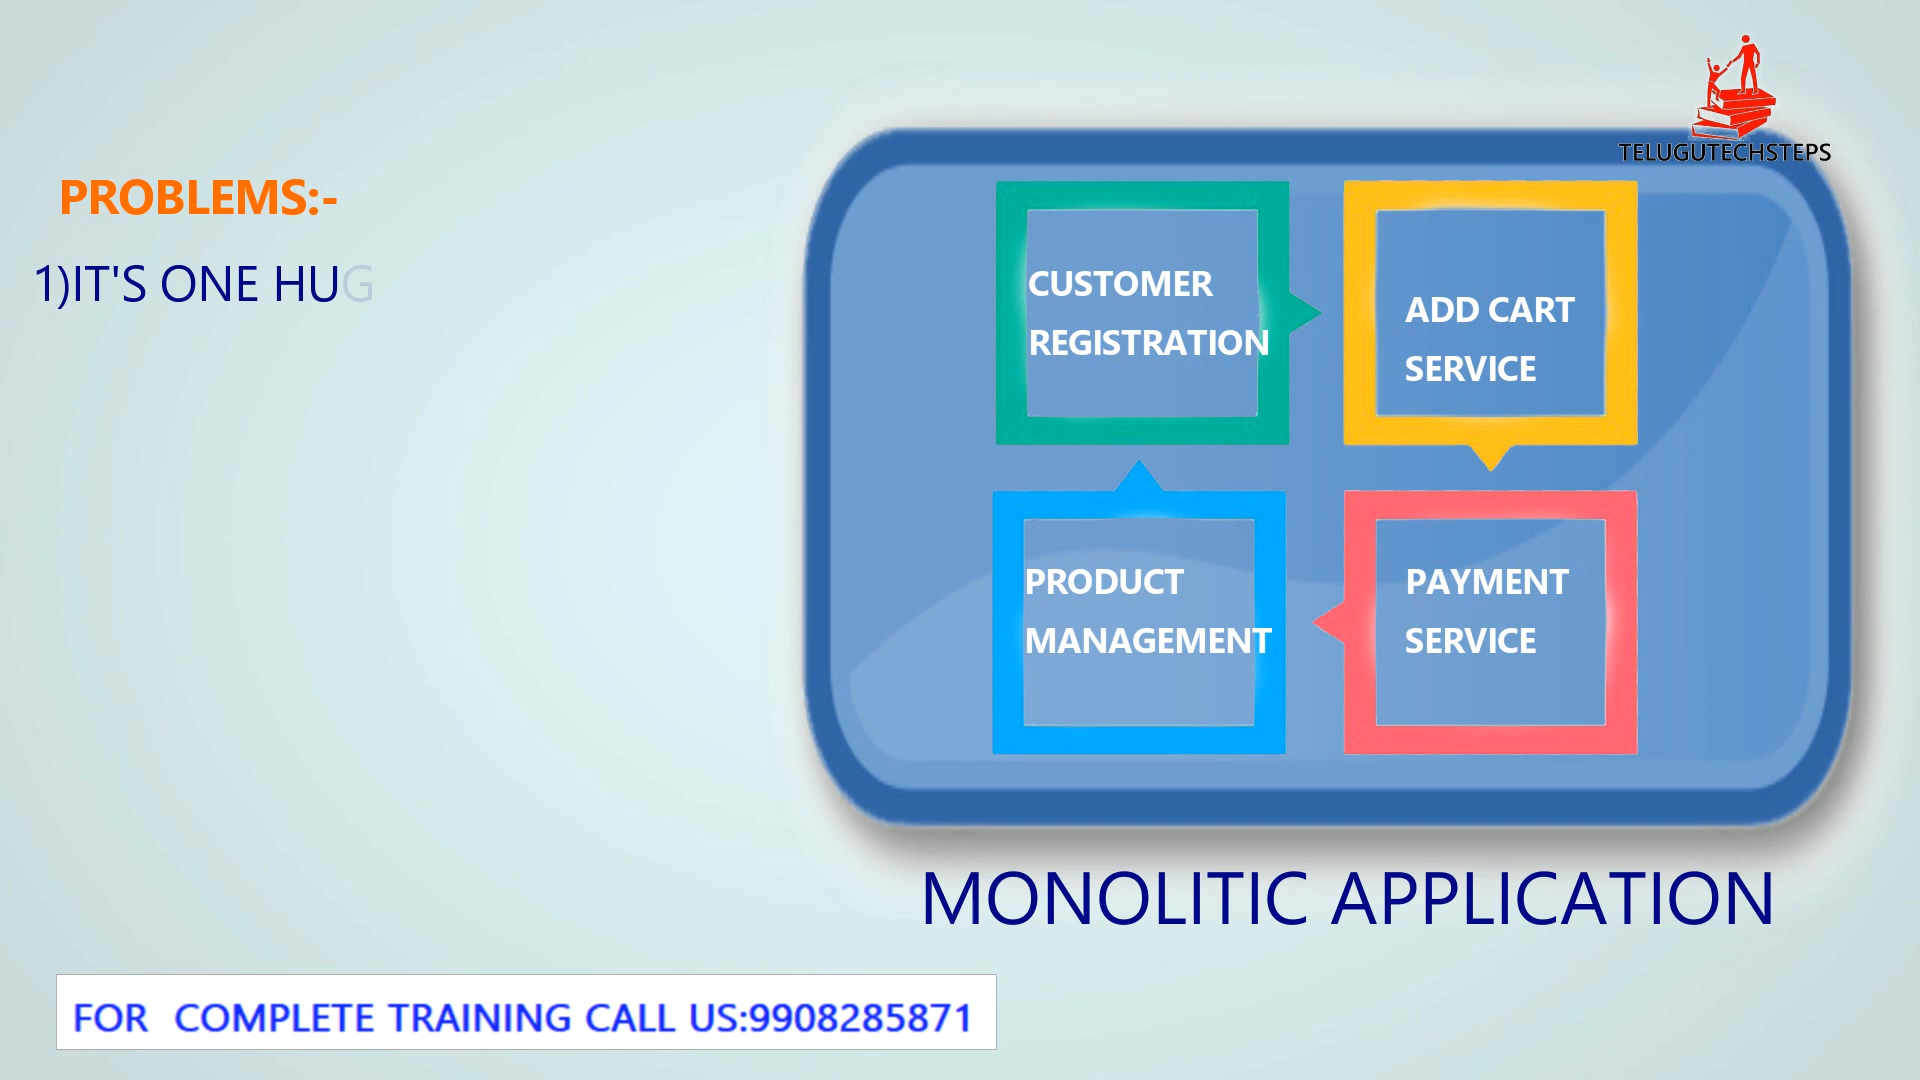 TELUGUTECHSTEPS
PROBLEMS:-
1)IT'S ONE HUG
CUSTOMER
REGISTRATION
ADD CART
SERVICE
PRODUCT
MANAGEMENT
PAYMENT
SERVICE
MONOLITIC APPLICATION
FOR COMPLETE TRAINING CALL US:9908285871